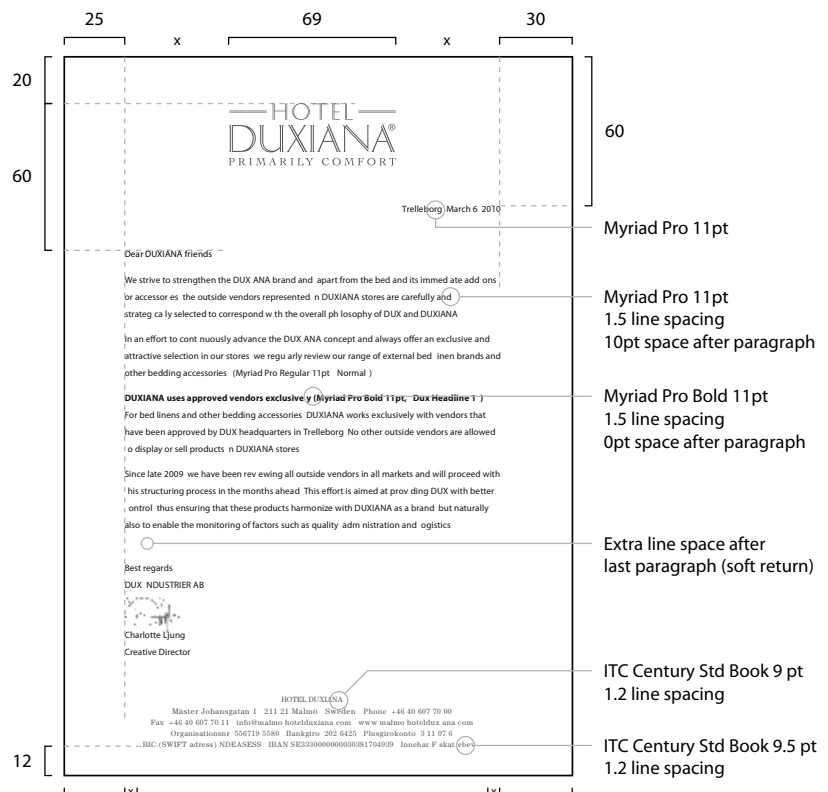 25 69 30
x x
20
60
60
HOTEL
DUXIANA®
PRIMARILY COMFORT
Trelleborg March 6 2010
Myriad Pro 11pt
Dear DUXIANA friends
We strive to strengthen the DUX ANA brand and apart from the bed and its immed ate add ons
or accessor es the outside vendors represented n DUXIANA stores are carefully and
strateg ca ly selected to correspond w th the overall ph losophy of DUX and DUXIANA
Myriad Pro 11pt
1.5 line spacing
10pt space after paragraph
In an effort to cont nuously advance the DUX ANA concept and always offer an exclusive and
attractive selection in our stores we regu arly review our range of external bed inen brands and
other bedding accessories (Myriad Pro Regular 11pt Normal )
DUXIANA uses approved vendors exclusive y (Myriad Pro Bold 11pt, Dux Headline 1 )
For bed linens and other bedding accessories DUXIANA works exclusively with vendors that
have been approved by DUX headquarters in Trelleborg No other outside vendors are allowed
o display or sell products n DUXIANA stores
Myriad Pro Bold 11pt
1.5 line spacing
0pt space after paragraph
Since late 2009 we have been rev ewing all outside vendors in all markets and will proceed with
his structuring process in the months ahead This effort is aimed at prov ding DUX with better
ontrol thus ensuring that these products harmonize with DUXIANA as a brand but naturally
also to enable the monitoring of factors such as quality adm nistration and ogistics
Extra line space after
last paragraph (soft return)
Best regards
DUX NDUSTRIER AB
Charlotte Ljung
Creative Director
HOTEL DUXIANA
Mäster Johansgatan 1 211 21 Malmö Sweden Phone +46 40 607 70 00
Fax +46 40 607 70 11 info@malmo hotelduxiana com www malmo hoteldux ana com
Organisationsnr 556719 5580 Bankgiro 202 6425 Plusgirokonto 3 11 07 6
BIC (SWIFT adress) NDEASESS IBAN SE3330000000030381704939 Innehar F skat ebev
ITC Century Std Book 9 pt
1.2 line spacing
ITC Century Std Book 9.5 pt
1.2 line spacing
12
x x